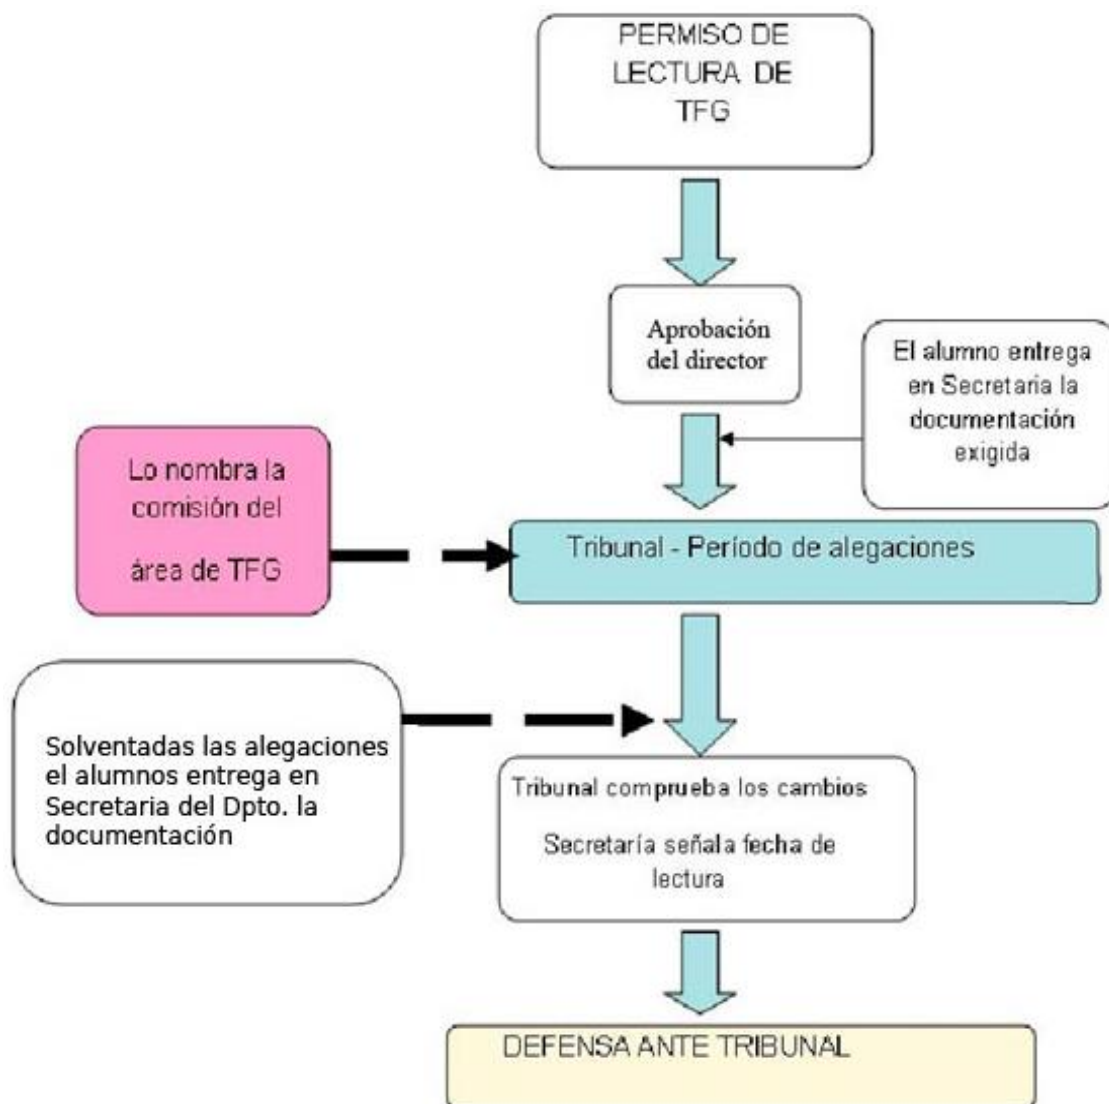 PERMISO DE
LECTURA DE
TFG
Aprobación
del director
El alumno entrega
en Secretaria la
documentación
exigida
Lo nombra la
comisión del
área de TFG
Tribunal - Período de alegaciones
Solventadas las alegaciones
el alumnos entrega en
Secretaria del Dpto. la
documentación
Tribunal comprueba los cambios
Secretaría señala fecha de
lectura
DEFENSA ANTE TRIBUNAL